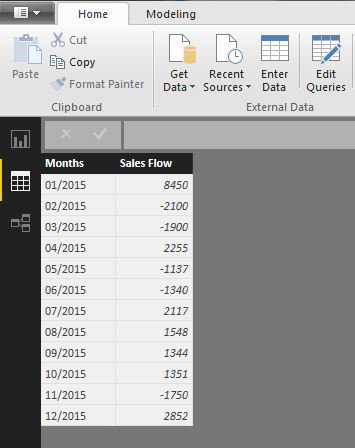 Home Modeling
Paste
Cut
Copy
Format Painter
Clipboard
Get Data
Recent Sources
Enter Data
Edit Queries
External Data
Months Sales Flow
01/2015 8450
02/2015 -2100
03/2015 -1900
04/2015 2255
05/2015 -1137
06/2015 -1340
07/2015 2117
08/2015 1548
09/2015 1344
10/2015 1351
11/2015 -1750
12/2015 2852